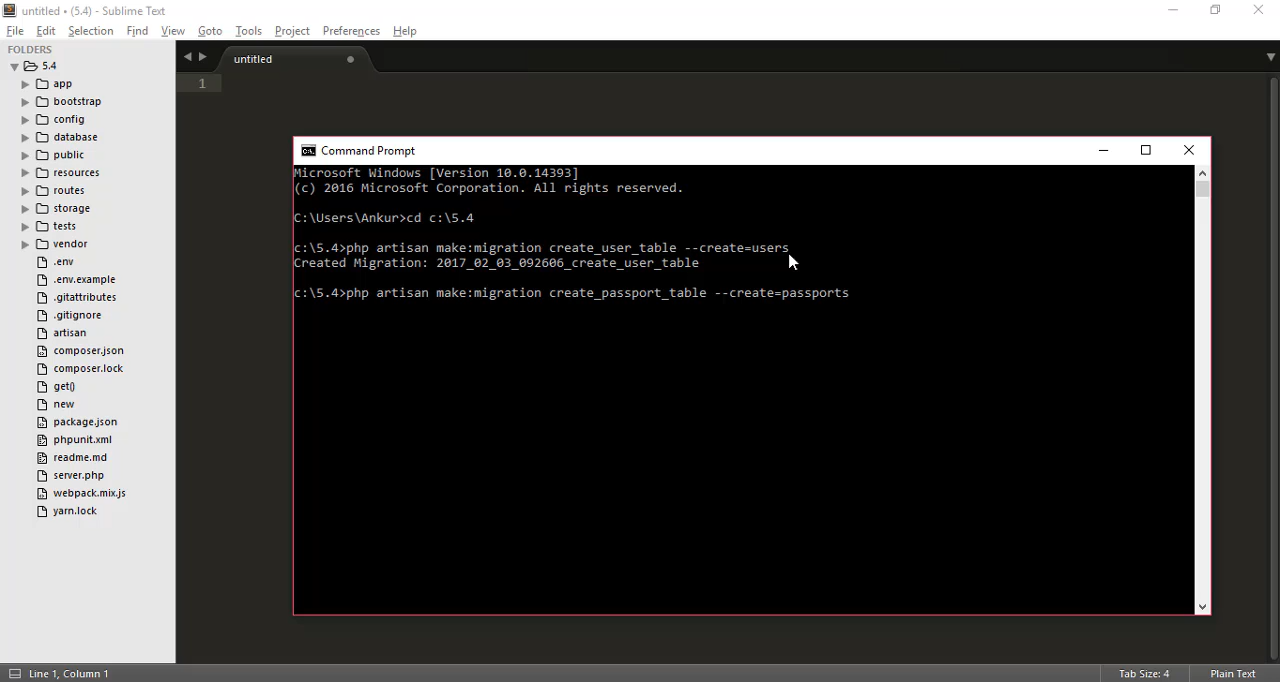 untitled • (5.4) - Sublime Text
File Edit Selection Find View Goto Tools Project Preferences Help
FOLDERS
5.4
app
bootstrap
config
database
public
resources
routes
storage
tests
vendor
.env
.env.example
.gitattributes
.gitignore
artisan
composer.json
composer.lock
get()
new
package.json
phpunit.xml
readme.md
server.php
webpack.mix.js
yarn.lock
untitled
1
Command Prompt
Microsoft Windows [Version 10.0.14393]
(c) 2016 Microsoft Corporation. All rights reserved.
C:\Users\Ankur>cd c:\5.4
c:\5.4>php artisan make:migration create_user_table --create=users
Created Migration: 2017_02_03_092606_create_user_table
c:\5.4>php artisan make:migration create_passport_table --create=passports
Line 1, Column 1
Tab Size: 4
Plain Text